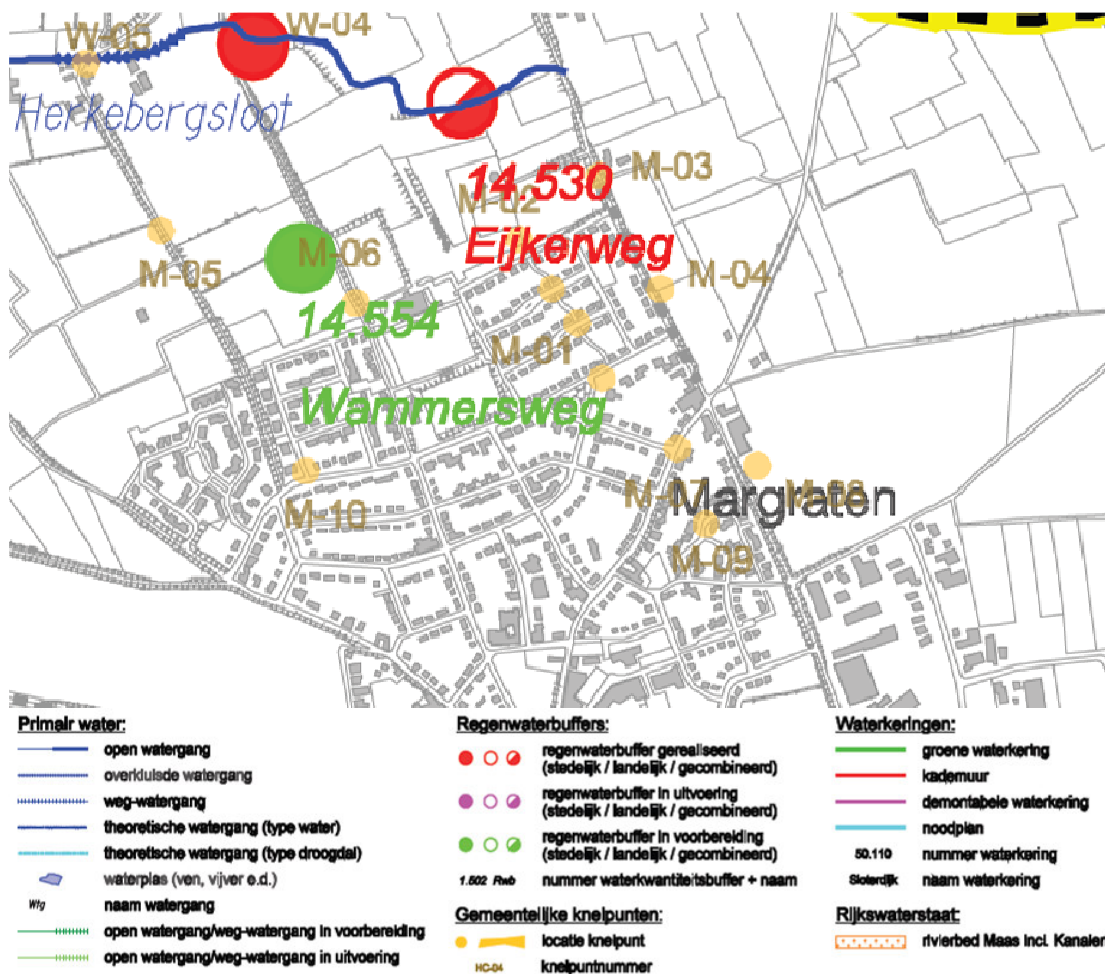 W-05
W-04
Herkebergsloot
14.530
M-03
M-02
Eijkerweg
M-06
M-05
M-04
14.554
M-01
Wammersweg
M-10
M-07
Margraten
M-08
M-09
Primair water:
open watergang
overkluisde watergang
weg-watergang
theoretische watergang (type water)
theoretische watergang (type droogdal)
waterplas (ven, vijver e.d.)
Wtg naam watergang
open watergang/weg-watergang in voorbereiding
open watergang/weg-watergang in uitvoering
Regenwaterbuffers:
regenwaterbuffer gerealiseerd
(stedelijk / landelijk / gecombineerd)
regenwaterbuffer in uitvoering
(stedelijk / landelijk / gecombineerd)
regenwaterbuffer in voorbereiding
(stedelijk / landelijk / gecombineerd)
1.502 Rwb nummer waterkwantiteitsbuffer + naam
Gemeentelijke knelpunten:
locatie knelpunt
HC-04 knelpuntnummer
Waterkeringen:
groene waterkering
kademuur
demontabele waterkering
noodplan
50.110 nummer waterkering
Sloterdijk naam waterkering
Rijkswaterstaat:
rivierbed Maas incl. Kanalen